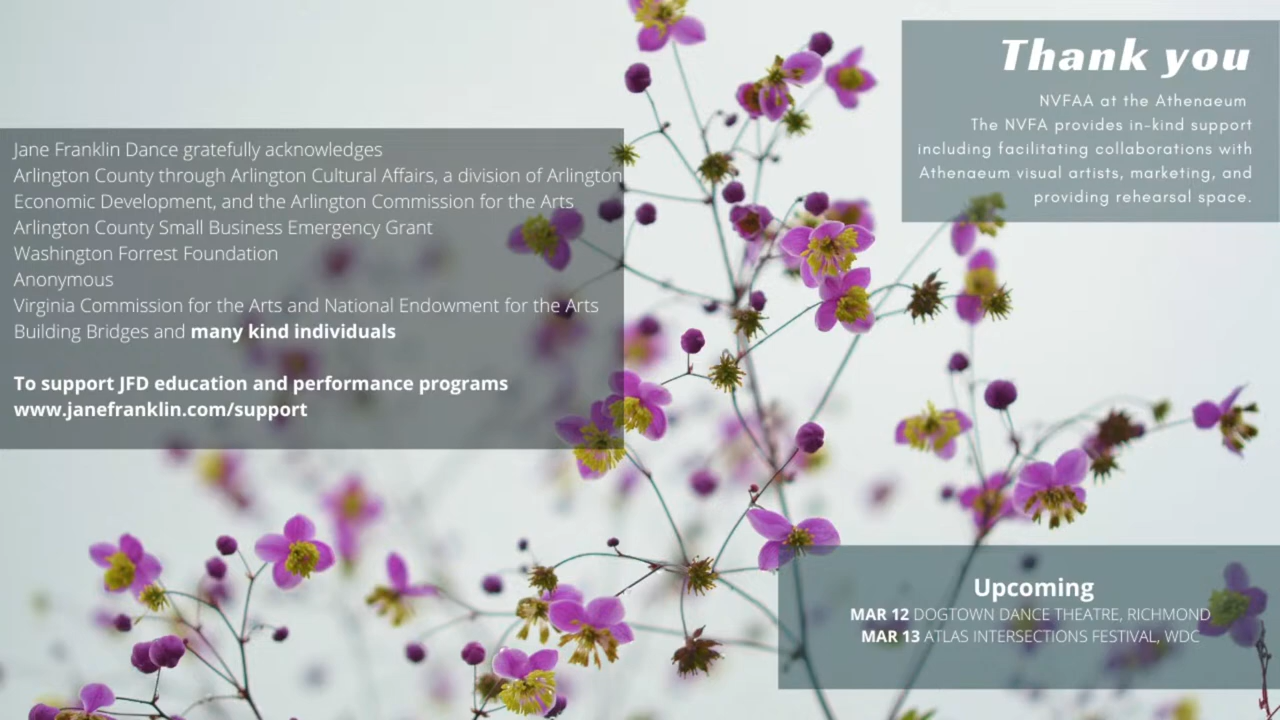 Thank you
NVFAA at the Athenaeum
The NVFA provides in-kind support
including facilitating collaborations with
Athenaeum visual artists, marketing, and
providing rehearsal space.
Jane Franklin Dance gratefully acknowledges
Arlington County through Arlington Cultural Affairs, a division of Arlington
Economic Development, and the Arlington Commission for the Arts
Arlington County Small Business Emergency Grant
Washington Forrest Foundation
Anonymous
Virginia Commission for the Arts and National Endowment for the Arts
Building Bridges and many kind individuals
To support JFD education and performance programs
www.janefranklin.com/support
Upcoming
MAR 12 DOGTOWN DANCE THEATRE, RICHMOND
MAR 13 ATLAS INTERSECTIONS FESTIVAL, WDC